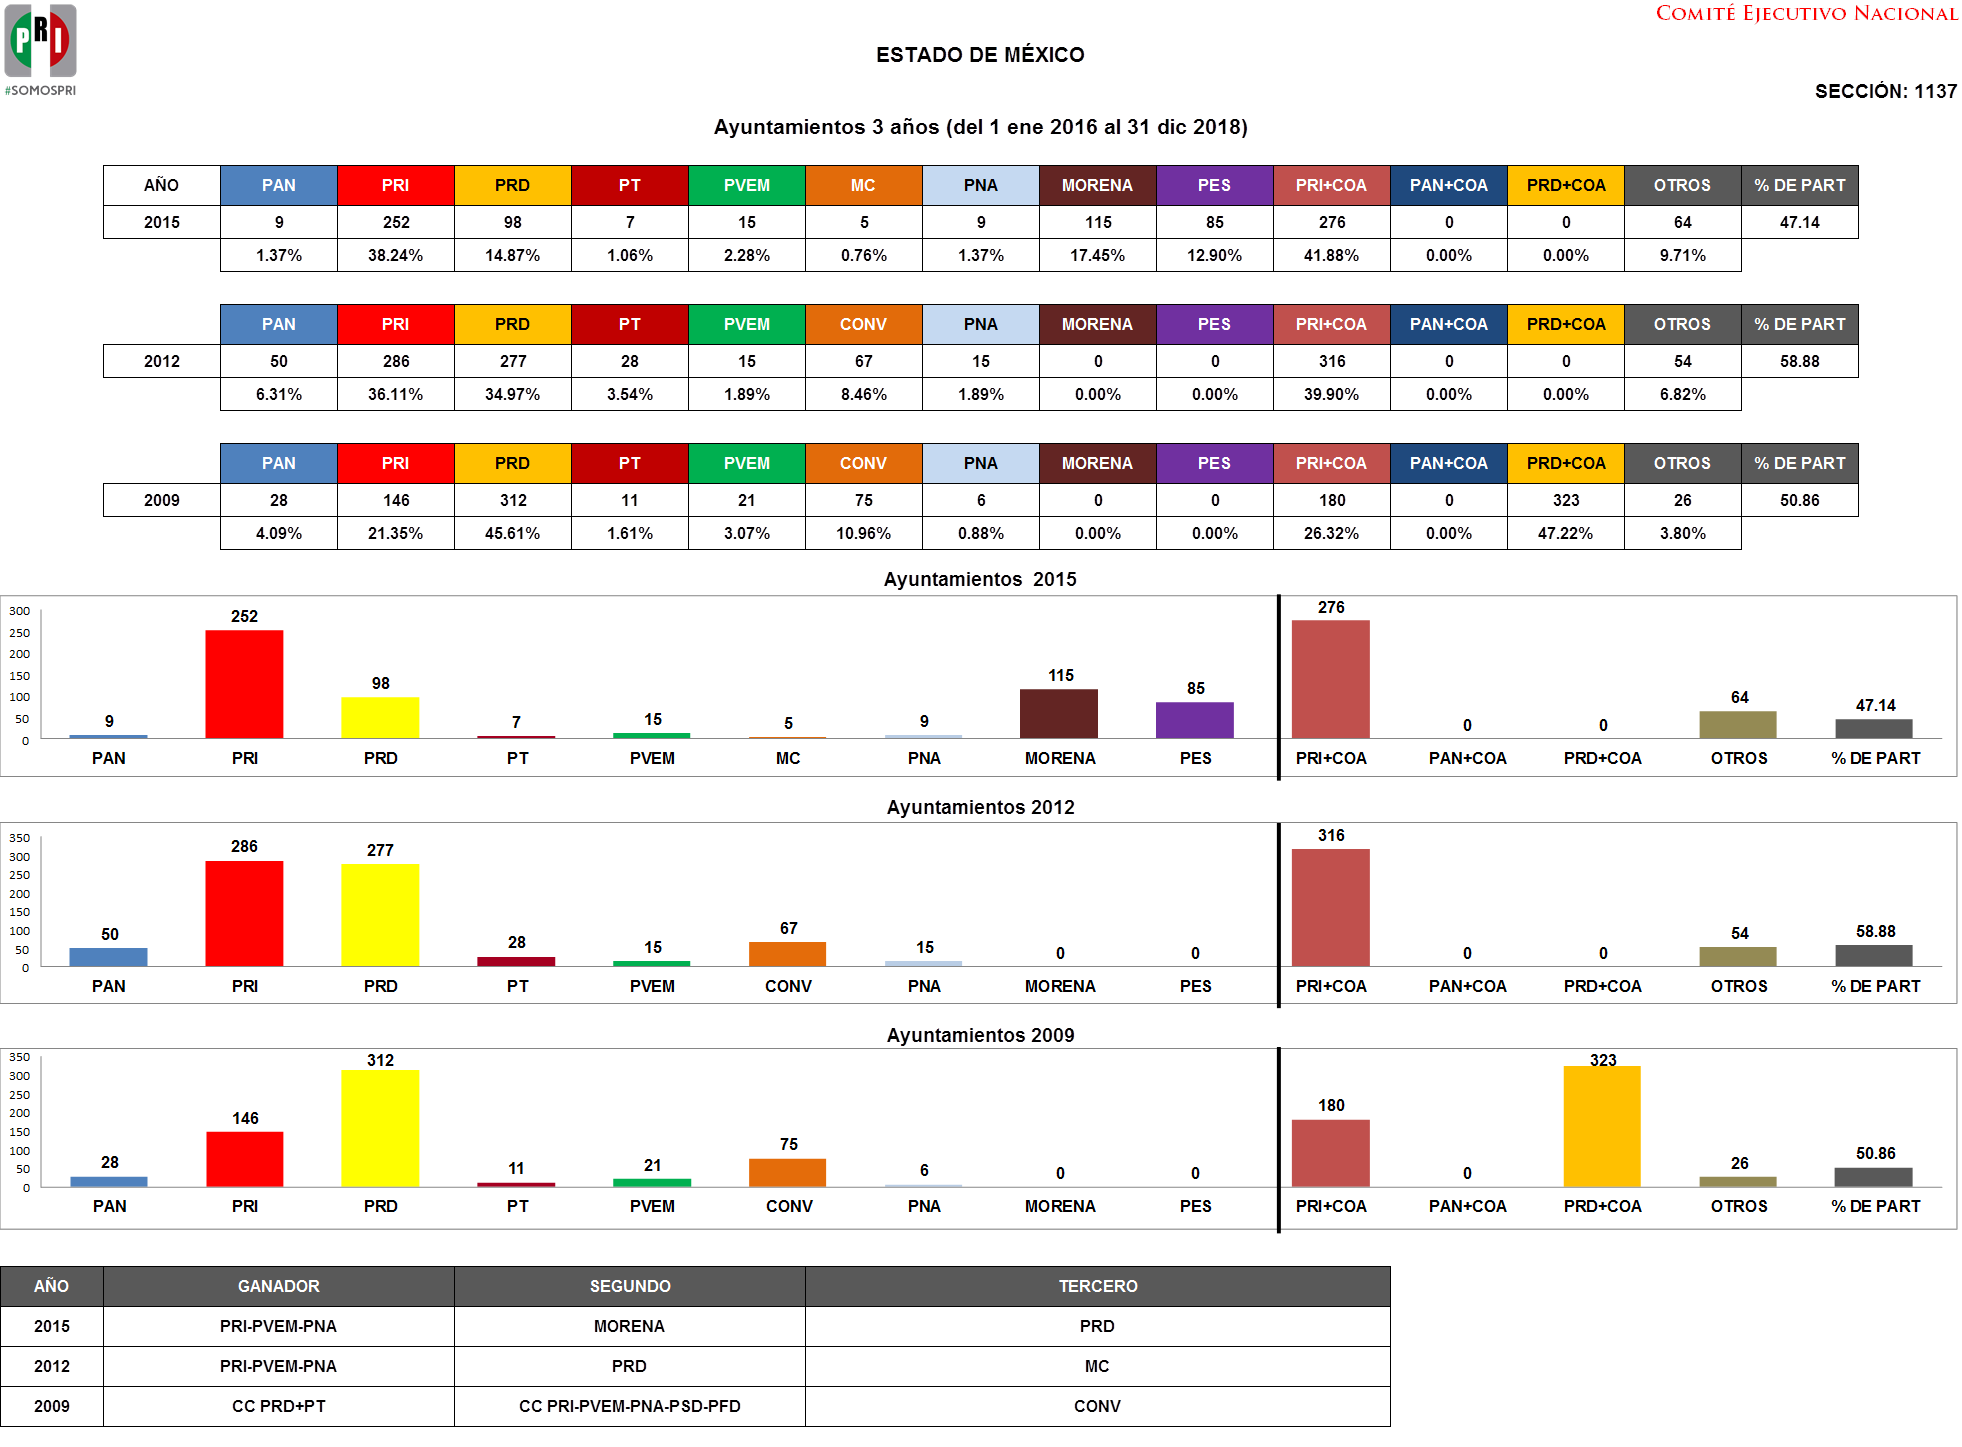 PRI
#SOMOSPRI
COMITÉ EJECUTIVO NACIONAL
ESTADO DE MÉXICO
SECCIÓN: 1137
Ayuntamientos 3 años (del 1 ene 2016 al 31 dic 2018)
AÑO PAN PRI PRD PT PVEM MC PNA MORENA PES PRI+COA PAN+COA PRD+COA OTROS % DE PART
2015 9 252 98 7 15 5 9 115 85 276 0 0 64 47.14
1.37% 38.24% 14.87% 1.06% 2.28% 0.76% 1.37% 17.45% 12.90% 41.88% 0.00% 0.00% 9.71%
PAN PRI PRD PT PVEM CONV PNA MORENA PES PRI+COA PAN+COA PRD+COA OTROS % DE PART
2012 50 286 277 28 15 67 15 0 0 316 0 0 54 58.88
6.31% 36.11% 34.97% 3.54% 1.89% 8.46% 1.89% 0.00% 0.00% 39.90% 0.00% 0.00% 6.82%
PAN PRI PRD PT PVEM CONV PNA MORENA PES PRI+COA PAN+COA PRD+COA OTROS % DE PART
2009 28 146 312 11 21 75 6 0 0 180 0 323 26 50.86
4.09% 21.35% 45.61% 1.61% 3.07% 10.96% 0.88% 0.00% 0.00% 26.32% 0.00% 47.22% 3.80%
Ayuntamientos 2015
300
250
200
150
100
50
0
9 252 98 7 15 5 9 115 85 276 0 0 64 47.14
PAN PRI PRD PT PVEM MC PNA MORENA PES PRI+COA PAN+COA PRD+COA OTROS % DE PART
Ayuntamientos 2012
350
300
250
200
150
100
50
0
50 286 277 28 15 67 15 0 0 316 0 0 54 58.88
PAN PRI PRD PT PVEM CONV PNA MORENA PES PRI+COA PAN+COA PRD+COA OTROS % DE PART
Ayuntamientos 2009
350
300
250
200
150
100
50
0
28 146 312 11 21 75 6 0 0 180 0 323 26 50.86
PAN PRI PRD PT PVEM CONV PNA MORENA PES PRI+COA PAN+COA PRD+COA OTROS % DE PART
AÑO GANADOR SEGUNDO TERCERO
2015 PRI-PVEM-PNA MORENA PRD
2012 PRI-PVEM-PNA PRD MC
2009 CC PRD+PT CC PRI-PVEM-PNA-PSD-PFD CONV